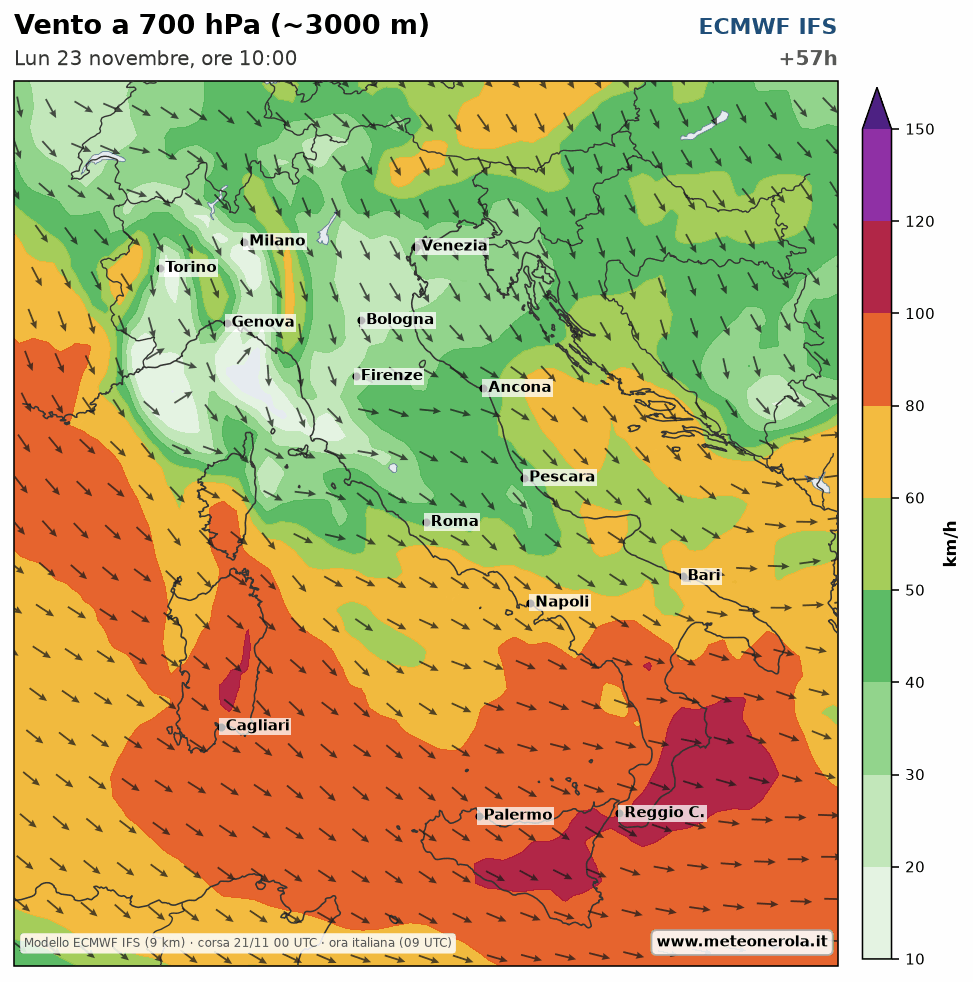 Vento a 700 hPa (~3000 m)
ECMWF IFS
Lun 23 novembre, ore 10:00
+57h
Milano
Venezia
Torino
Genova
Bologna
Firenze
Ancona
Pescara
Roma
Bari
Napoli
Cagliari
Palermo
Reggio C.
150
120
100
80
60
50
40
30
20
10
km/h
Modello ECMWF IFS (9 km) · corsa 21/11 00 UTC · ora italiana (09 UTC)
www.meteonerola.it